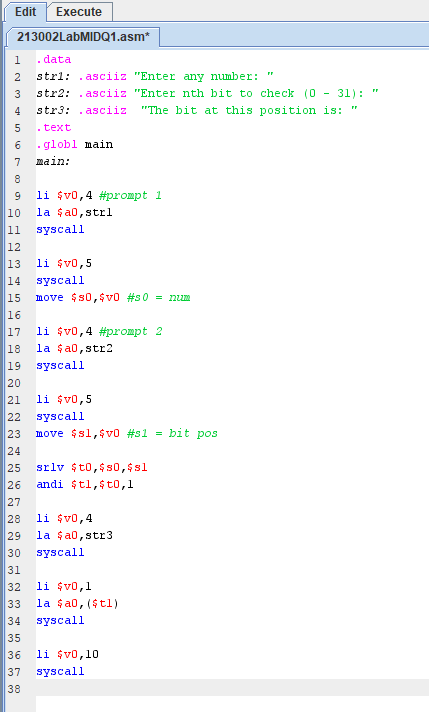 Edit Execute
213002LabMIDQ1.asm*
1 .data
2 str1: .asciiz "Enter any number: "
3 str2: .asciiz "Enter nth bit to check (0 - 31): "
4 str3: .asciiz  "The bit at this position is: "
5 .text
6 .globl main
7 main:
8
9 li $v0,4 #prompt 1
10 la $a0,str1
11 syscall
12
13 li $v0,5
14 syscall
15 move $s0,$v0 #s0 = num
16
17 li $v0,4 #prompt 2
18 la $a0,str2
19 syscall
20
21 li $v0,5
22 syscall
23 move $s1,$v0 #s1 = bit pos
24
25 srlv $t0,$s0,$s1
26 andi $t1,$t0,1
27
28 li $v0,4
29 la $a0,str3
30 syscall
31
32 li $v0,1
33 la $a0,($t1)
34 syscall
35
36 li $v0,10
37 syscall
38